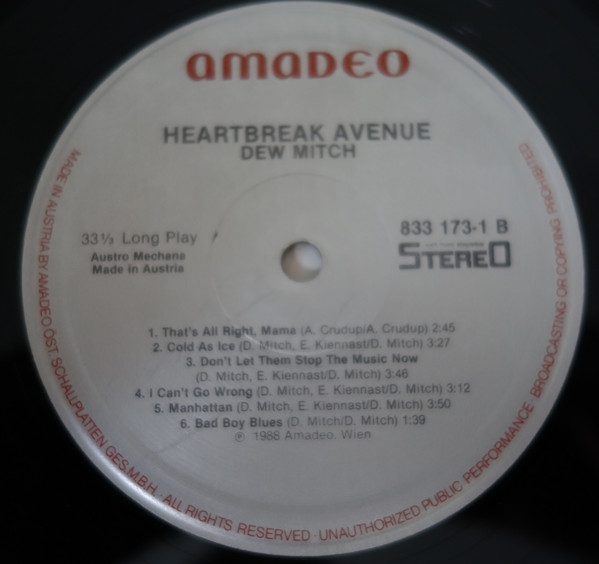 amadeo
HEARTBREAK AVENUE
DEW MITCH
33⅓ Long Play
Austro Mechana
Made in Austria
833 173-1 B
STEREO
1. That's All Right, Mama (A. Crudup/A. Crudup) 2:45
2. Cold As Ice (D. Mitch, E. Kiennast/D. Mitch) 3:27
3. Don't Let Them Stop The Music Now
(D. Mitch, E. Kiennast/D. Mitch) 3:46
4. I Can't Go Wrong (D. Mitch, E. Kiennast/D. Mitch) 3:12
5. Manhattan (D. Mitch, E. Kiennast/D. Mitch) 3:50
6. Bad Boy Blues (D. Mitch/D. Mitch) 1:39
℗ 1988 Amadeo, Wien
MADE IN AUSTRIA BY AMADEO ÖST. SCHALLPLATTEN GES.M.B.H. · ALL RIGHTS RESERVED · UNAUTHORIZED PUBLIC PERFORMANCE BROADCASTING OR COPYING PROHIBITED